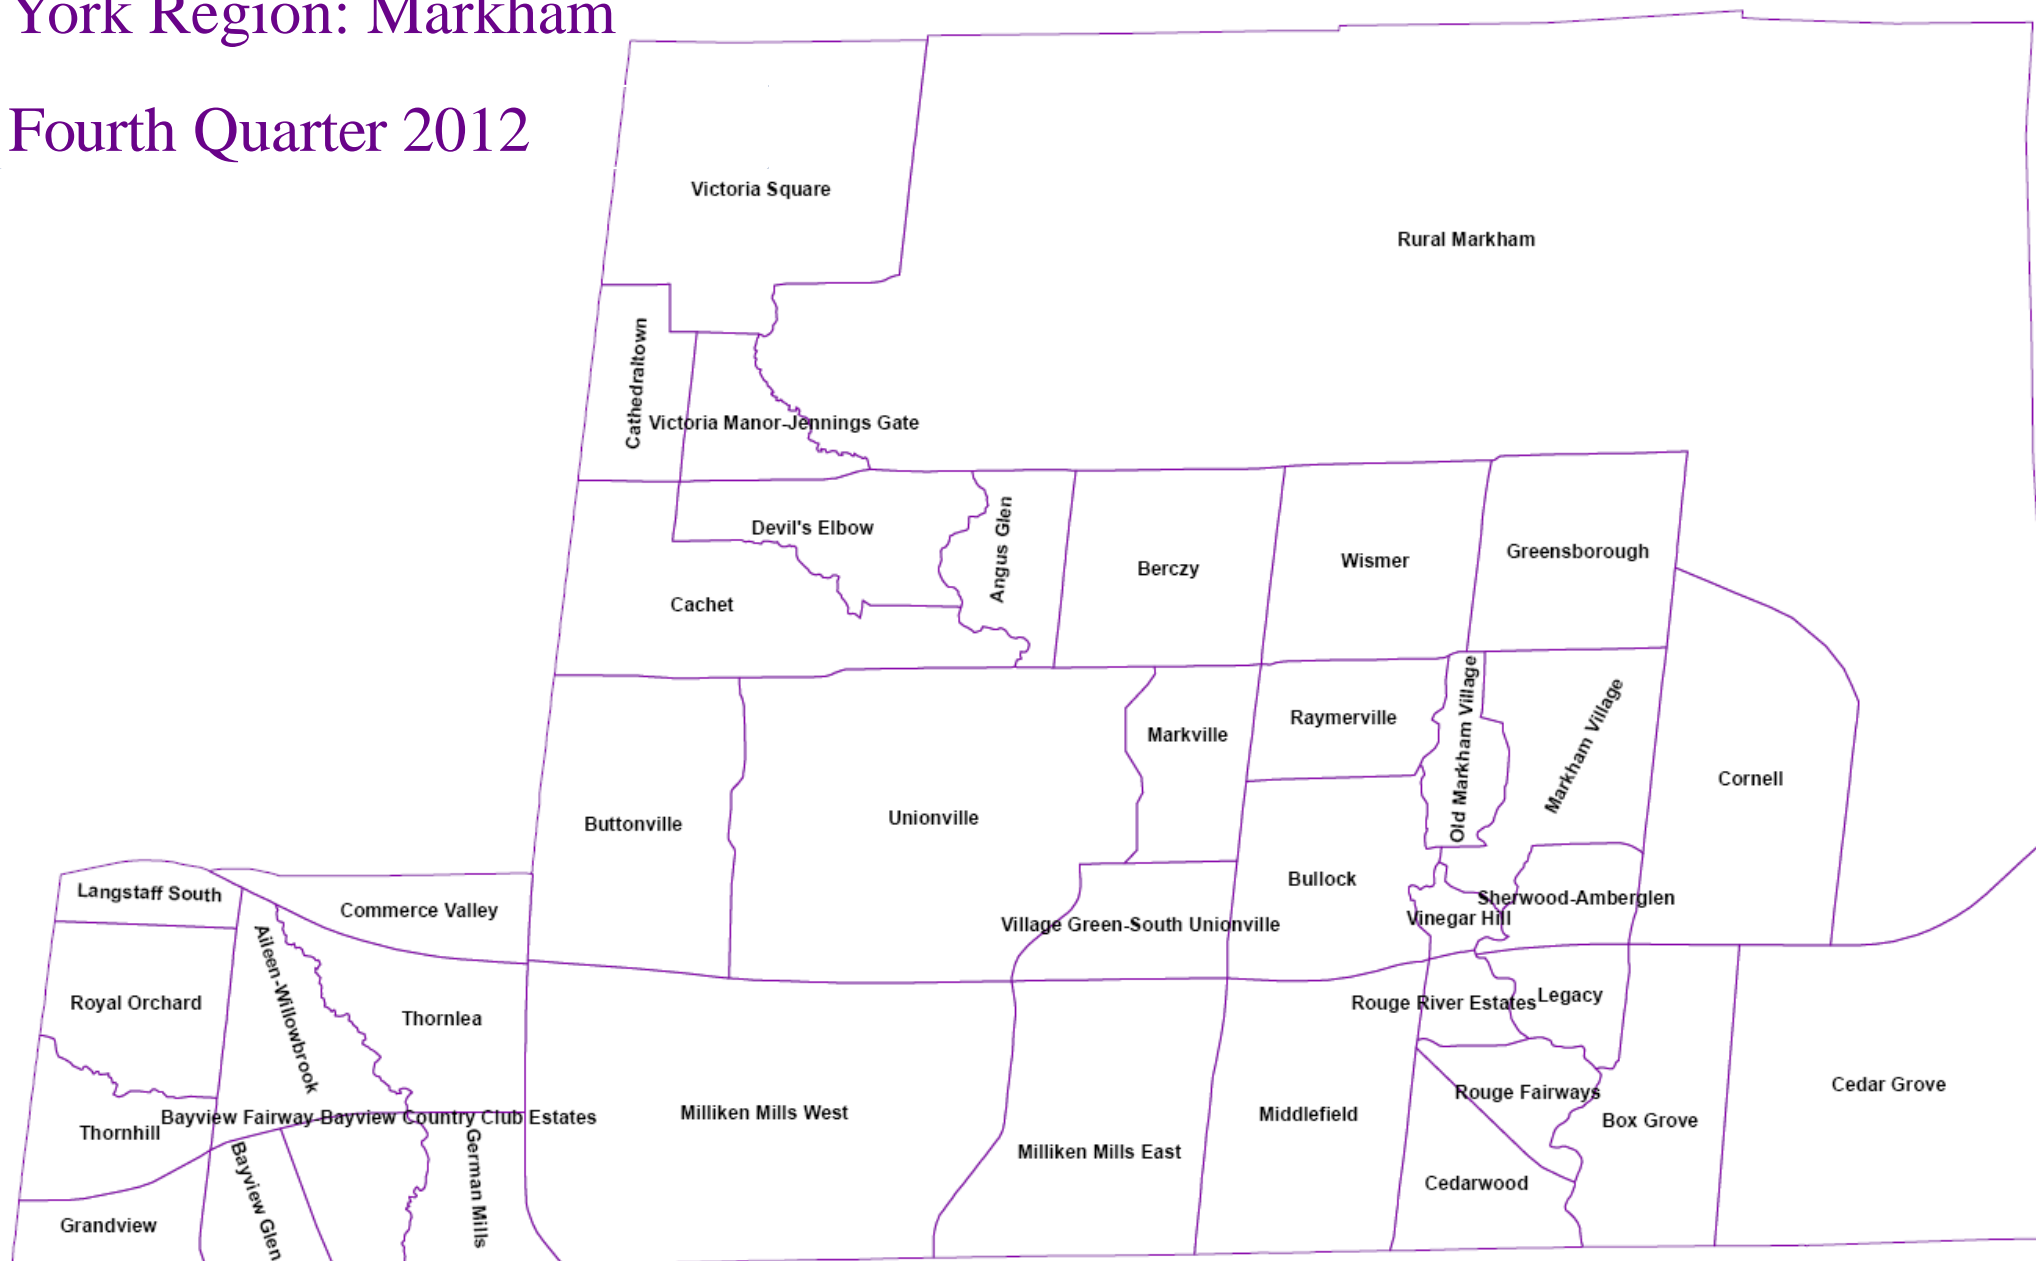 York Region: Markham
Fourth Quarter 2012
Victoria Square
Rural Markham
Cathedraltown
Victoria Manor-Jennings Gate
Devil's Elbow
Angus Glen
Berczy
Wismer
Greensborough
Cachet
Raymerville
Old Markham Village
Markham Village
Markville
Cornell
Buttonville
Unionville
Bullock
Langstaff South
Commerce Valley
Village Green-South Unionville
Vinegar Hill
Sherwood-Amberglen
Aileen-Willowbrook
Royal Orchard
Thornlea
Rouge River Estates
Legacy
Rouge Fairways
Cedar Grove
Thornhill
Bayview Fairway-Bayview Country Club Estates
Milliken Mills West
Milliken Mills East
Middlefield
Box Grove
Cedarwood
Grandview
Bayview Glen
German Mills